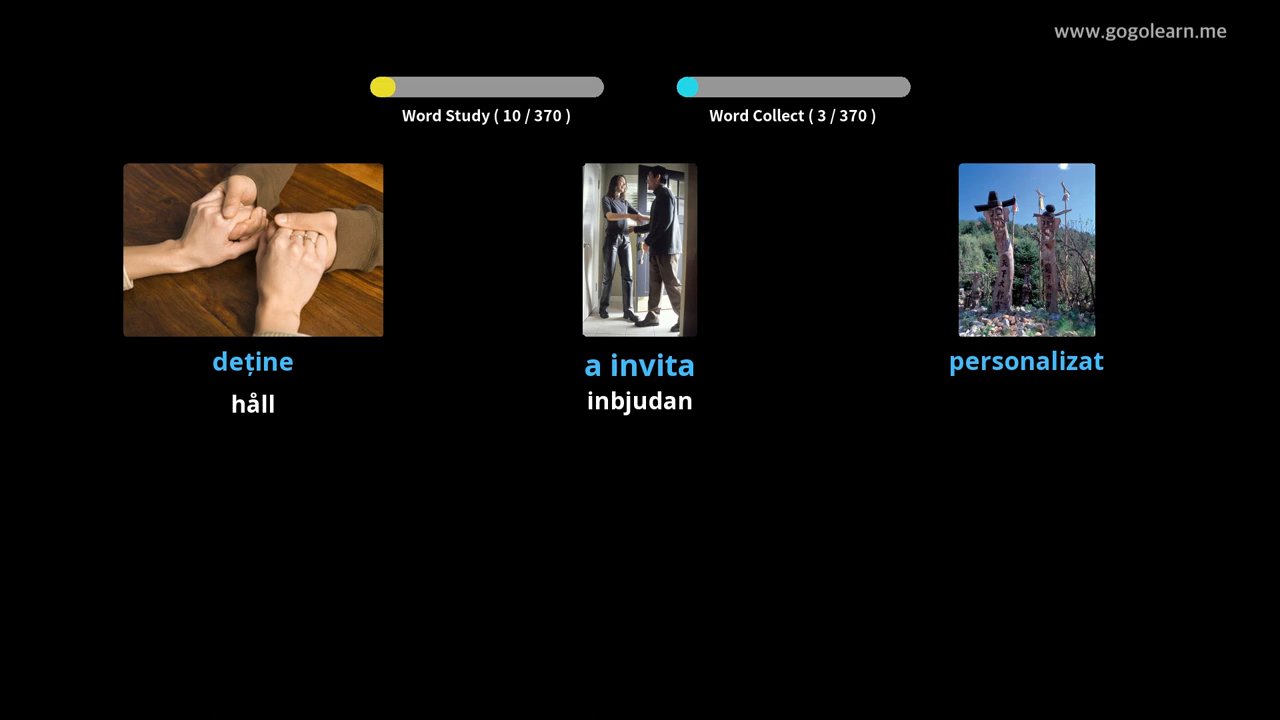 www.gogolearn.me
Word Study ( 10 / 370 )
Word Collect ( 3 / 370 )
deține
håll
a invita
inbjudan
personalizat